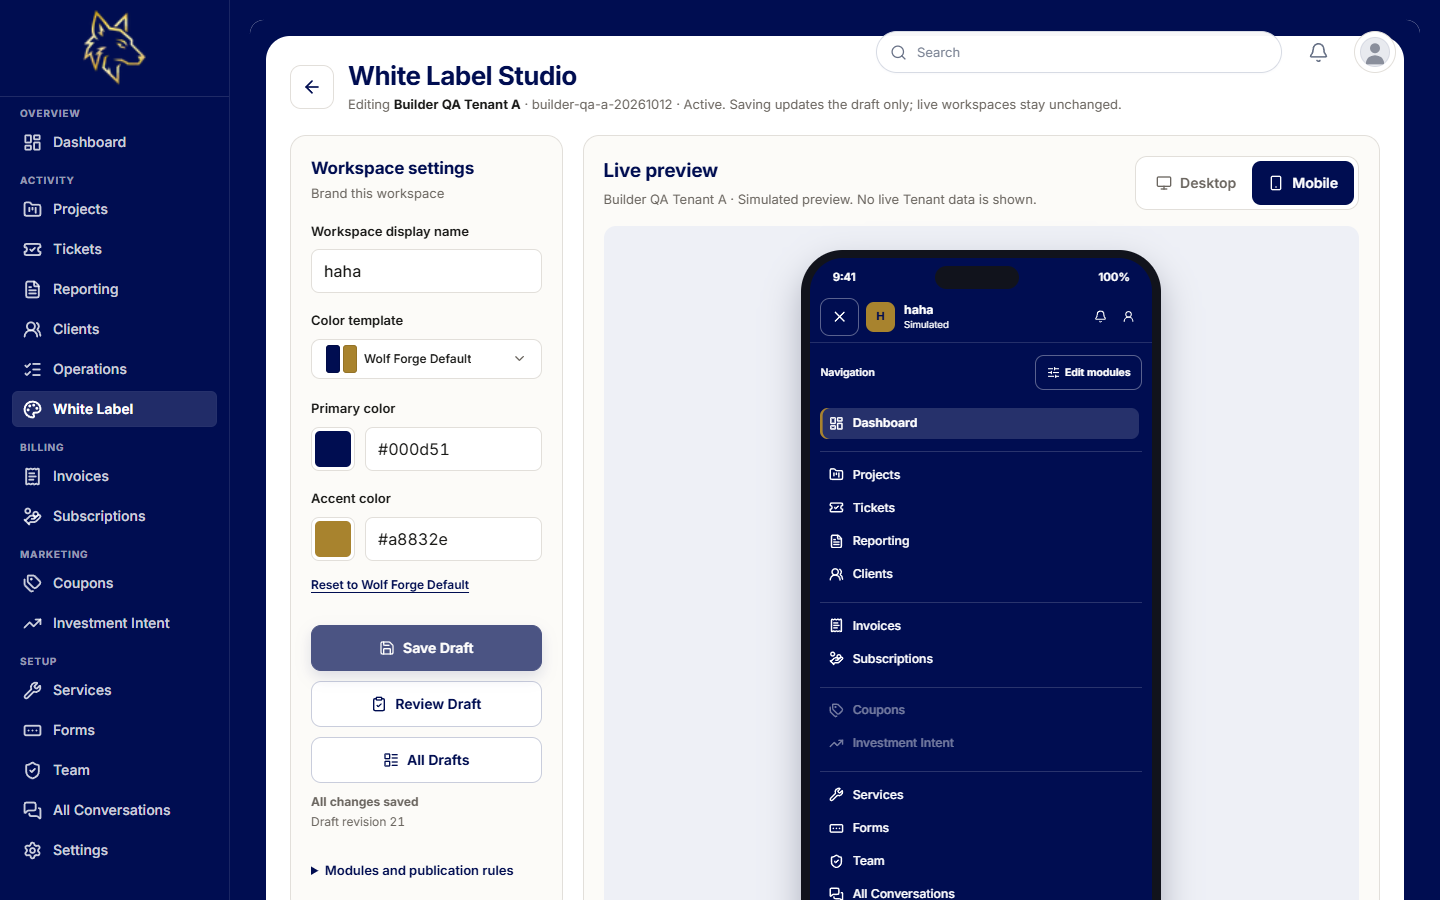 OVERVIEW
Dashboard
ACTIVITY
Projects
Tickets
Reporting
Clients
Operations
White Label
BILLING
Invoices
Subscriptions
MARKETING
Coupons
Investment Intent
SETUP
Services
Forms
Team
All Conversations
Settings
Search
White Label Studio
Editing Builder QA Tenant A · builder-qa-a-20261012 · Active. Saving updates the draft only; live workspaces stay unchanged.
Workspace settings
Brand this workspace
Workspace display name
haha
Color template
Wolf Forge Default
Primary color
#000d51
Accent color
#a8832e
Reset to Wolf Forge Default
Save Draft
Review Draft
All Drafts
All changes saved
Draft revision 21
Modules and publication rules
Live preview
Builder QA Tenant A · Simulated preview. No live Tenant data is shown.
Desktop
Mobile
9:41
100%
H
haha
Simulated
Navigation
Edit modules
Dashboard
Projects
Tickets
Reporting
Clients
Invoices
Subscriptions
Coupons
Investment Intent
Services
Forms
Team
All Conversations